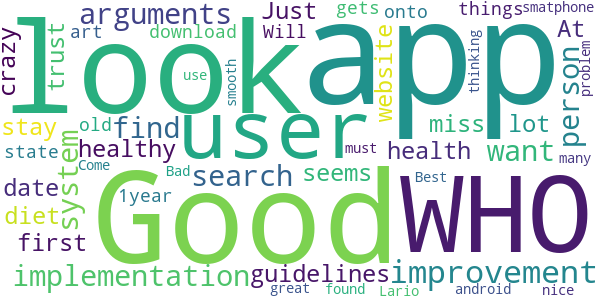 arguments
Just
gets
onto
things
smatphone
crazy
art
trust
download
Will
At
look
app
website
thinking
person
problem
use
smooth
stay
old
find
user
miss
lot
many
state
healthy
system
Come
Bad
must
health
want
date
diet
1year
search
seems
Good
WHO
Best
first
implementation
guidelines
improvement
great
found
Lario
android
nice